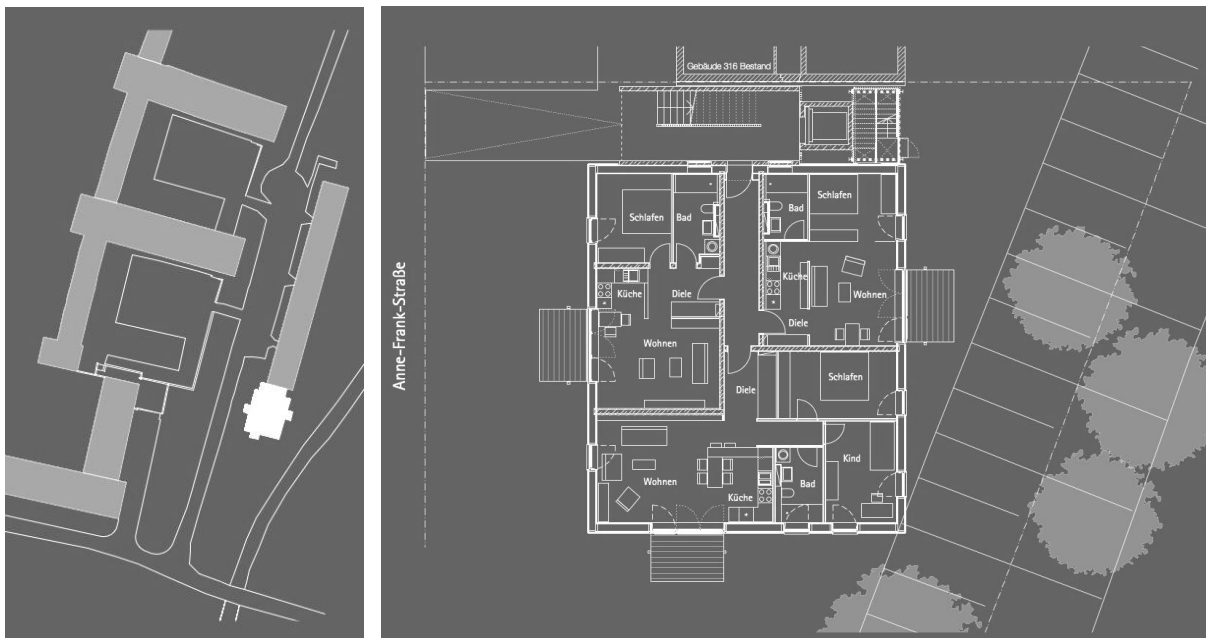 Gebäude 316 Bestand
Anne-Frank-Straße
Schlafen
Bad
Bad
Schlafen
Küche
Diele
Küche
Wohnen
Diele
Wohnen
Diele
Schlafen
Wohnen
Küche
Bad
Kind